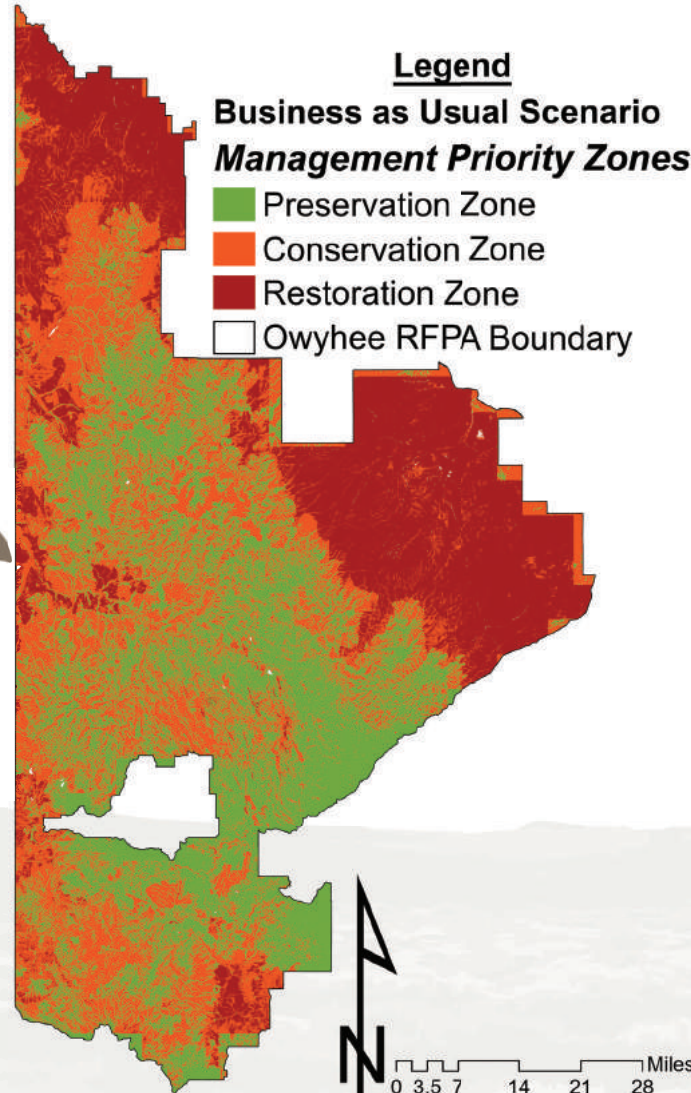 Legend
Business as Usual Scenario
Management Priority Zones
Preservation Zone
Conservation Zone
Restoration Zone
Owyhee RFPA Boundary
N
Miles
0 3.5 7 14 21 28